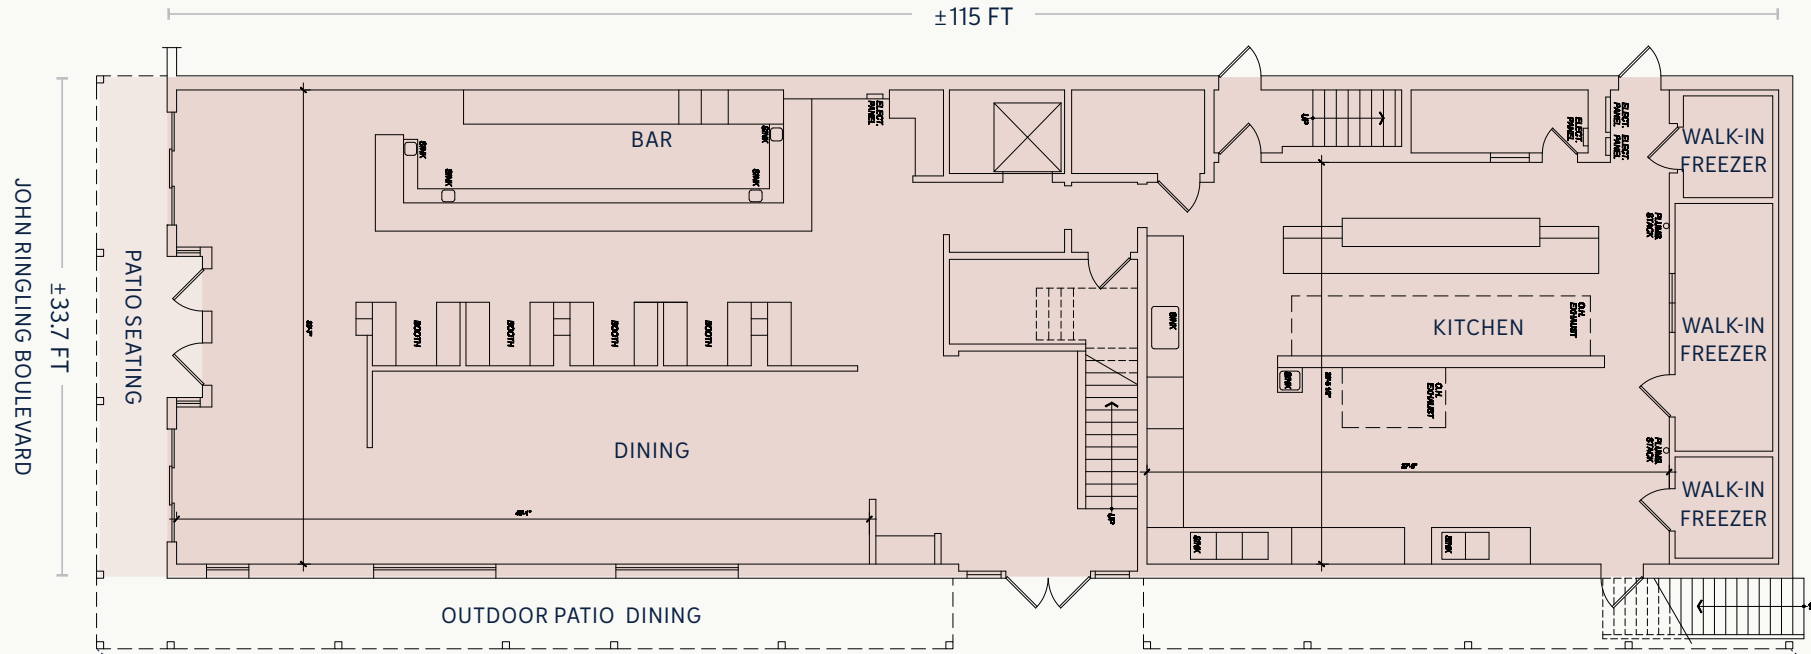 ±115 FT
JOHN RINGLING BOULEVARD
±33.7 FT
PATIO SEATING
BAR
SINK
SINK
SINK
SINK
ELECT.
PANEL
UP
ELECT.
PANEL
ELECT.
PANEL
ELECT.
PANEL
WALK-IN
FREEZER
PLUMB.
STACK
BOOTH
BOOTH
BOOTH
BOOTH
SINK
O.H.
EXHAUST
KITCHEN
WALK-IN
FREEZER
SINK
O.H.
EXHAUST
DINING
PLUMB.
STACK
WALK-IN
FREEZER
UP
SINK
SINK
OUTDOOR PATIO DINING